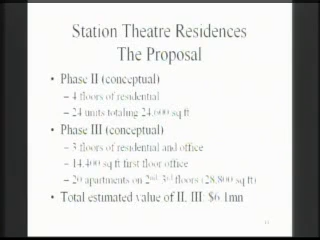 Station Theatre Residences
The Proposal
• Phase II (conceptual)
– 4 floors of residential
– 24 units totaling 24,600 sq ft
• Phase III (conceptual)
– 3 floors of residential and office
– 14,400 sq ft first floor office
– 20 apartments on 2nd-3rd floors (28,800 sq ft)
• Total estimated value of II, III: $6.1mn